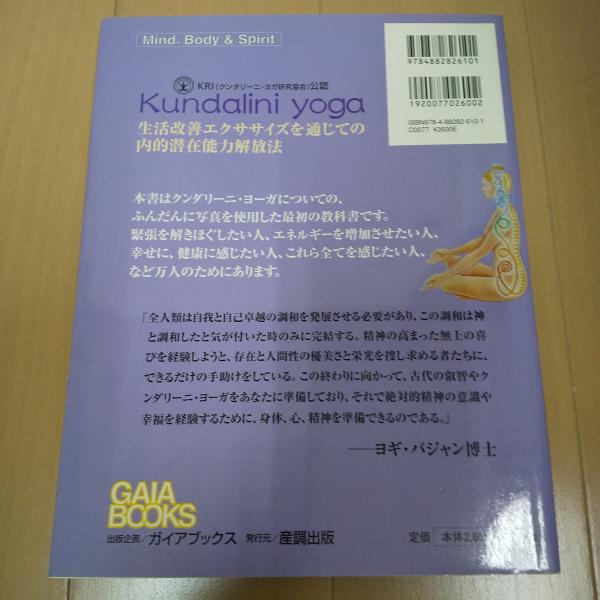 Mind. Body & Spirit
9784882826101
1920077026002
ISBN978-4-88282-610-1
C0077 ¥2600E
KRI(クンダリーニ・ヨガ研究協会)公認
Kundalini yoga
生活改善エクササイズを通じての
内的潜在能力解放法
本書はクンダリーニ・ヨーガについての、
ふんだんに写真を使用した最初の教科書です。
緊張を解きほぐしたい人、エネルギーを増加させたい人、
幸せに、健康に感じたい人、これら全てを感じたい人、
など万人のためにあります。
「全人類は自我と自己卓越の調和を発展させる必要があり、この調和は神
と調和したと気が付いた時のみに完結する。精神の高まった無上の喜
びを経験しようと、存在と人間性の優美さと栄光を捜し求める者たちに、
できるだけの手助けをしている。この終わりに向かって、古代の叡智やク
ンダリーニ・ヨーガをあなたに準備しており、それで絶対的精神の意識や
幸福を経験するために、身体、心、精神を準備できるのである。」
──ヨギ・バジャン博士
GAIA
BOOKS
出版企画/ガイアブックス 発行元/産調出版
定価 本体2,6